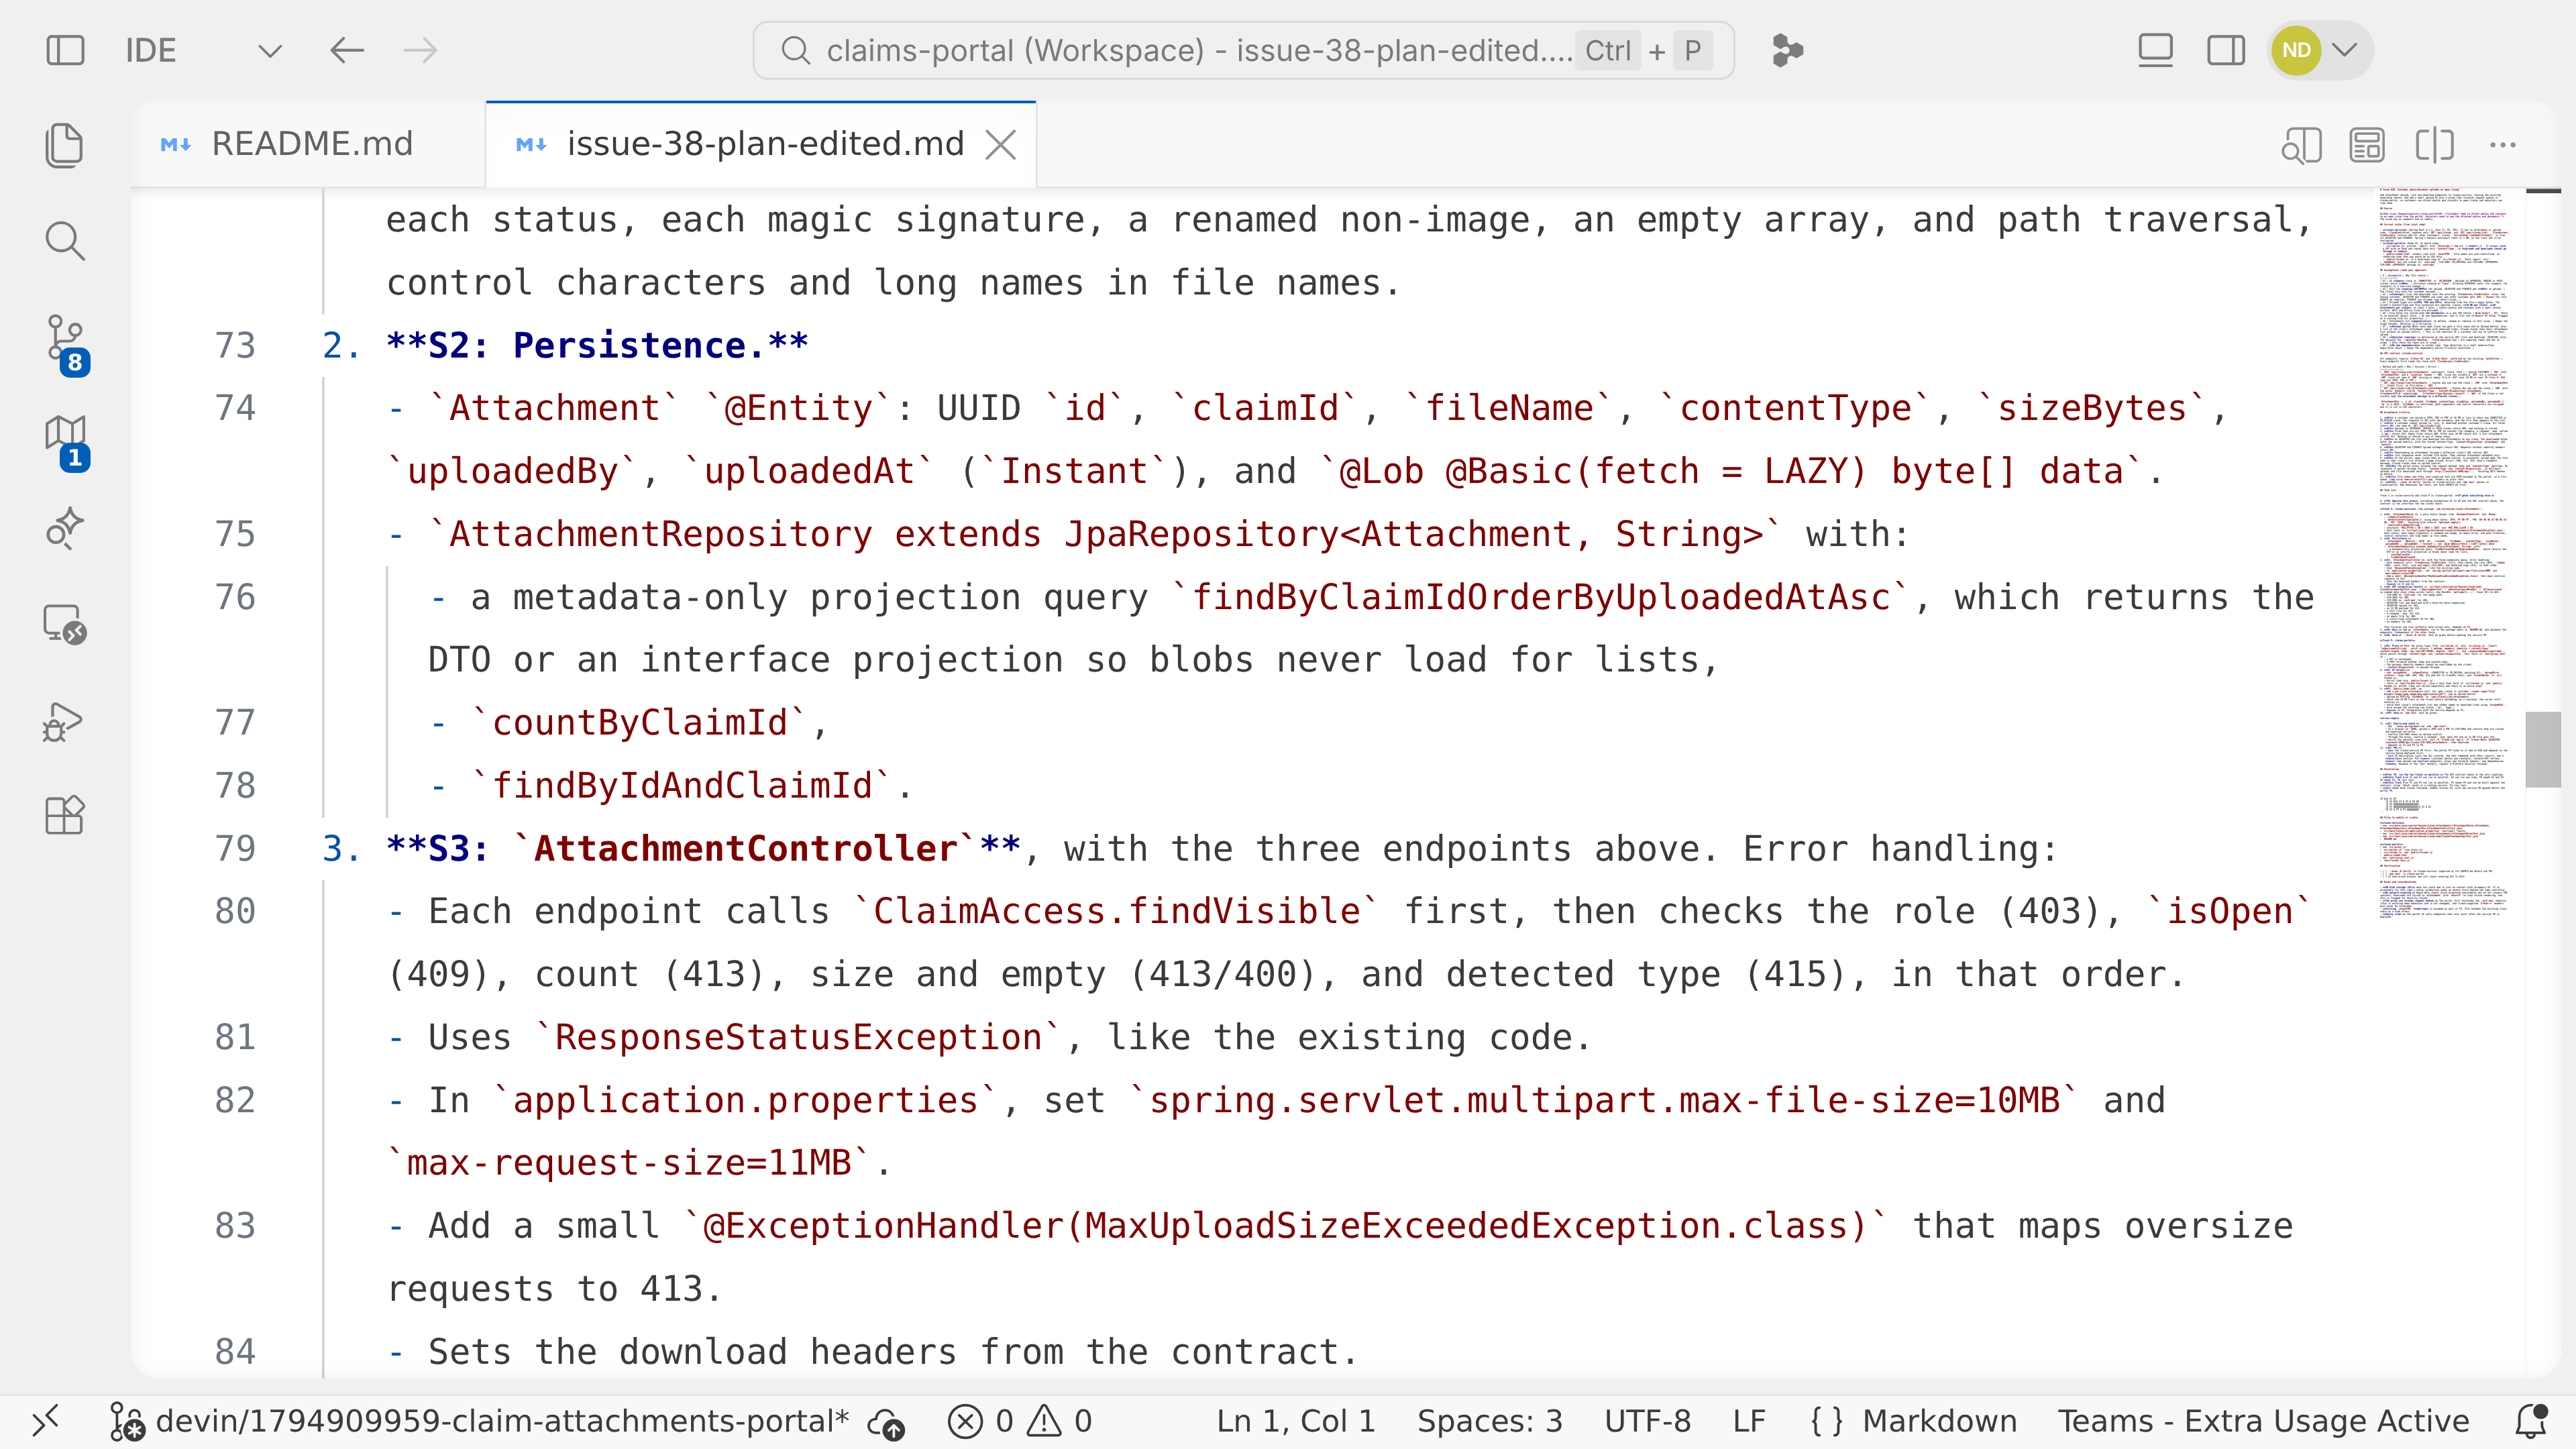 IDE
claims-portal (Workspace) - issue-38-plan-edited.... Ctrl + P
ND
README.md
issue-38-plan-edited.md
8
1
each status, each magic signature, a renamed non-image, an empty array, and path traversal,
control characters and long names in file names.
73 2. **S2: Persistence.**
74 - `Attachment` `@Entity`: UUID `id`, `claimId`, `fileName`, `contentType`, `sizeBytes`,
`uploadedBy`, `uploadedAt` (`Instant`), and `@Lob @Basic(fetch = LAZY) byte[] data`.
75 - `AttachmentRepository extends JpaRepository<Attachment, String>` with:
76 - a metadata-only projection query `findByClaimIdOrderByUploadedAtAsc`, which returns the
DTO or an interface projection so blobs never load for lists,
77 - `countByClaimId`,
78 - `findByIdAndClaimId`.
79 3. **S3: `AttachmentController`**, with the three endpoints above. Error handling:
80 - Each endpoint calls `ClaimAccess.findVisible` first, then checks the role (403), `isOpen`
(409), count (413), size and empty (413/400), and detected type (415), in that order.
81 - Uses `ResponseStatusException`, like the existing code.
82 - In `application.properties`, set `spring.servlet.multipart.max-file-size=10MB` and
`max-request-size=11MB`.
83 - Add a small `@ExceptionHandler(MaxUploadSizeExceededException.class)` that maps oversize
requests to 413.
84 - Sets the download headers from the contract.
devin/1794909959-claim-attachments-portal* 0 0 Ln 1, Col 1 Spaces: 3 UTF-8 LF { } Markdown Teams - Extra Usage Active